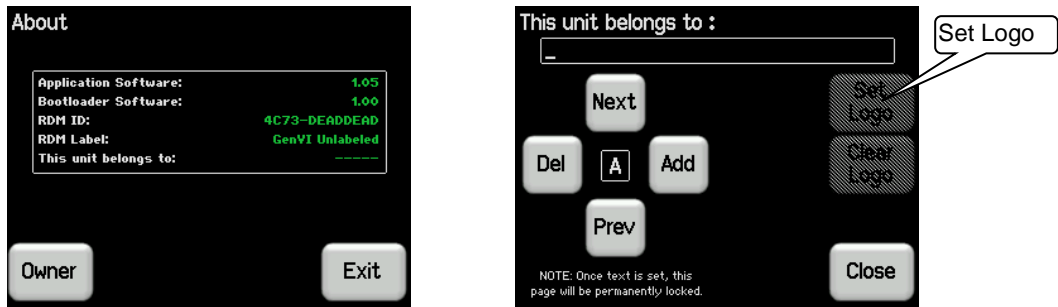 About
Application Software: 1.05
Bootloader Software: 1.00
RDM ID: 4C73-DEADDEAD
RDM Label: GenVI Unlabeled
This unit belongs to: -----
Owner
Exit
This unit belongs to :
_
Set Logo
Next
Set
Logo
Del
A
Add
Clear
Logo
Prev
NOTE: Once text is set, this
page will be permanently locked.
Close